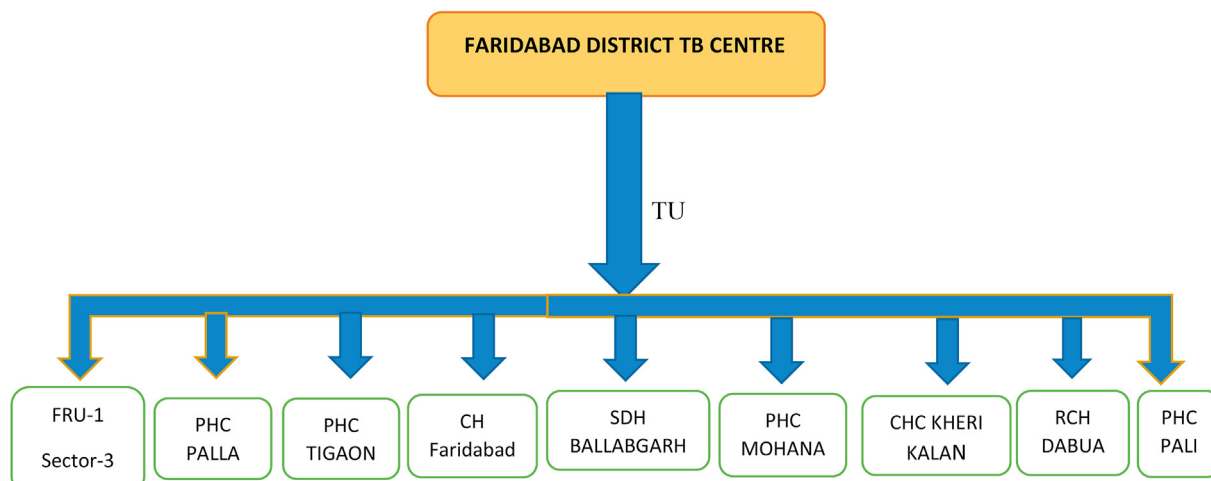 FARIDABAD DISTRICT TB CENTRE
TU
FRU-1
Sector-3
PHC
PALLA
PHC
TIGAON
CH
Faridabad
SDH
BALLABGARH
PHC
MOHANA
CHC KHERI
KALAN
RCH
DABUA
PHC
PALI